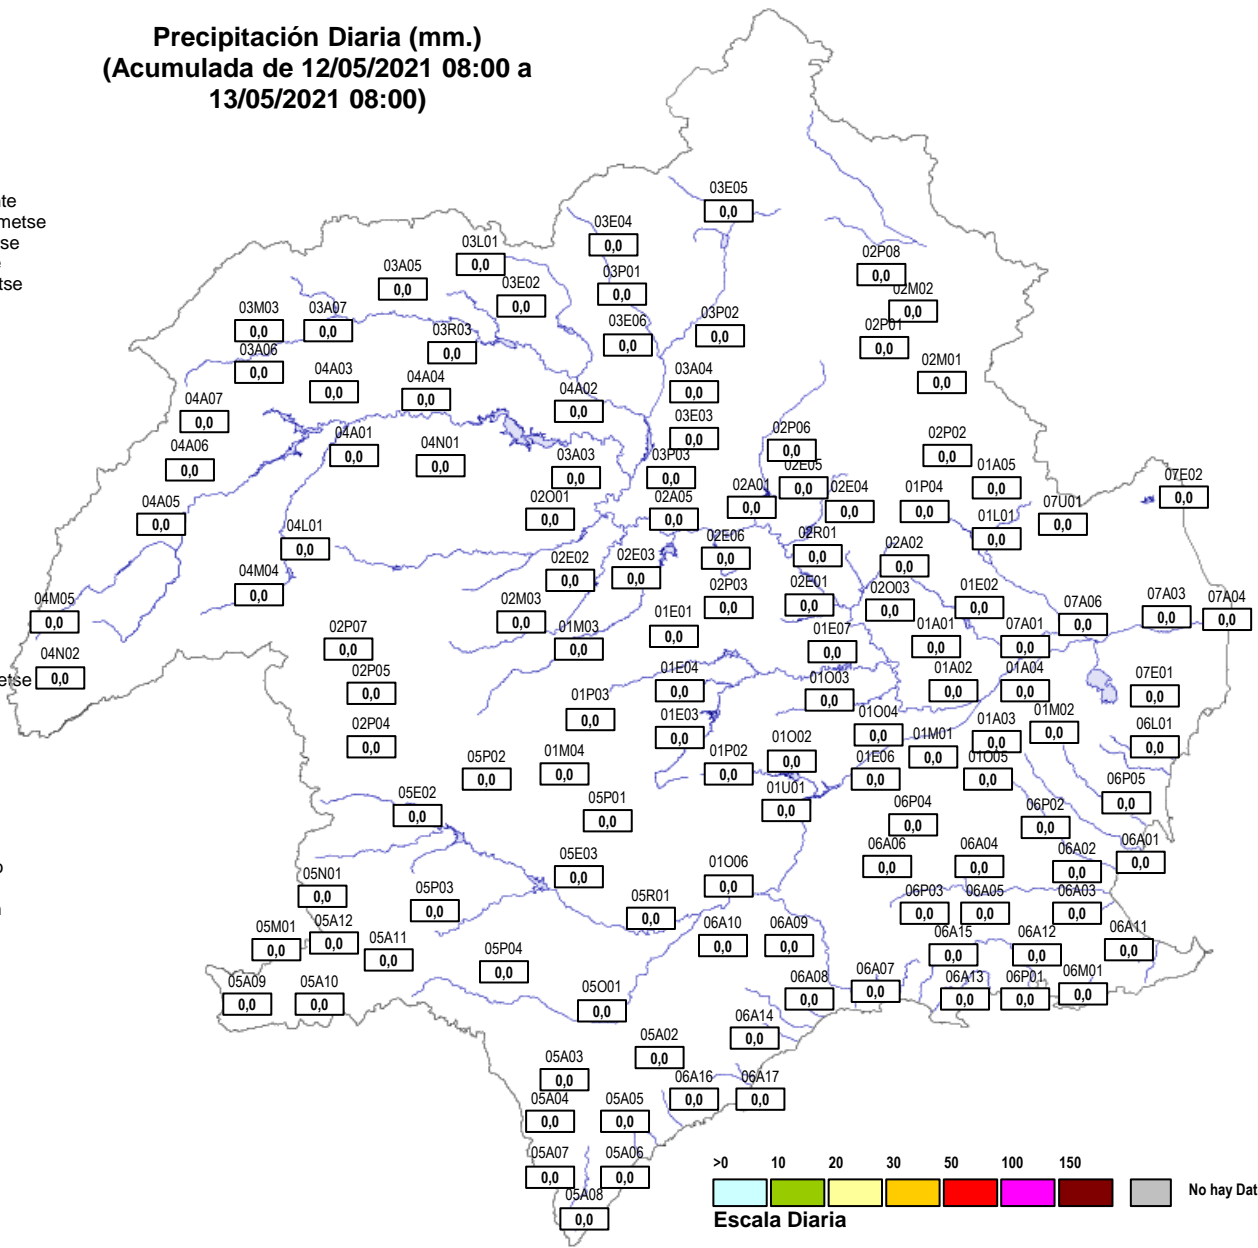 Precipitación Diaria (mm.)
(Acumulada de 12/05/2021 08:00 a
13/05/2021 08:00)
03E05
0,0
03E04
0,0
03L01
0,0
02P08
0,0
03A05
0,0
03P01
0,0
03E02
0,0
02M02
0,0
03M03
0,0
03A07
0,0
03P02
0,0
03E06
0,0
03R03
0,0
02P01
0,0
03A06
0,0
02M01
0,0
04A03
0,0
04A04
0,0
03A04
0,0
04A02
0,0
04A07
0,0
03E03
0,0
02P06
0,0
04A01
0,0
04N01
0,0
02P02
0,0
04A06
0,0
03A03
0,0
03P03
0,0
02E05
0,0
01A05
0,0
07E02
0,0
04A05
0,0
02O01
0,0
02A05
0,0
02A01
0,0
02E04
0,0
01P04
0,0
07U01
0,0
01L01
0,0
04L01
0,0
02E06
0,0
02R01
0,0
02A02
0,0
02E02
0,0
02E03
0,0
04M04
0,0
04M05
0,0
02M03
0,0
02P03
0,0
02E01
0,0
02O03
0,0
01E02
0,0
07A06
0,0
07A03
0,0
07A04
0,0
01M03
0,0
01E01
0,0
01E07
0,0
01A01
0,0
07A01
0,0
02P07
0,0
04N02
0,0
02P05
0,0
01E04
0,0
01O03
0,0
01A02
0,0
01A04
0,0
07E01
0,0
01P03
0,0
01E03
0,0
01O04
0,0
01A03
0,0
01M02
0,0
06L01
0,0
02P04
0,0
01M01
0,0
05P02
0,0
01M04
0,0
01P02
0,0
01O02
0,0
01E06
0,0
01O05
0,0
06P05
0,0
05E02
0,0
05P01
0,0
01U01
0,0
06P04
0,0
06P02
0,0
06A06
0,0
06A04
0,0
06A02
0,0
06A01
0,0
05E03
0,0
01O06
0,0
05N01
0,0
05P03
0,0
05R01
0,0
06P03
0,0
06A05
0,0
06A03
0,0
05M01
0,0
05A12
0,0
05A11
0,0
06A10
0,0
06A09
0,0
06A15
0,0
06A12
0,0
06A11
0,0
05P04
0,0
05A09
0,0
05A10
0,0
05O01
0,0
06A08
0,0
06A07
0,0
06A13
0,0
06P01
0,0
06M01
0,0
06A14
0,0
05A02
0,0
05A03
0,0
06A16
0,0
06A17
0,0
05A04
0,0
05A05
0,0
05A07
0,0
05A06
0,0
05A08
0,0
>0 10 20 30 50 100 150
No hay Dat
Escala Diaria